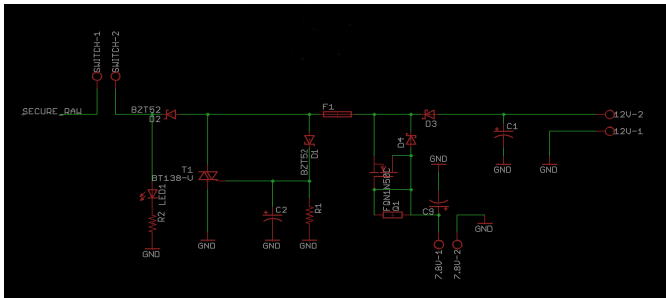 SWITCH-1
SWITCH-2
SECURE_RAW
BZT52
D2
F1
D3
12V-2
12V-1
C1
GND
GND
D4
BZT52
D1
T1
BT138-V
LED1
R2
GND
GND
C2
GND
R1
GND
Q1
GND
C9
GND
7.8V-1
7.8V-2